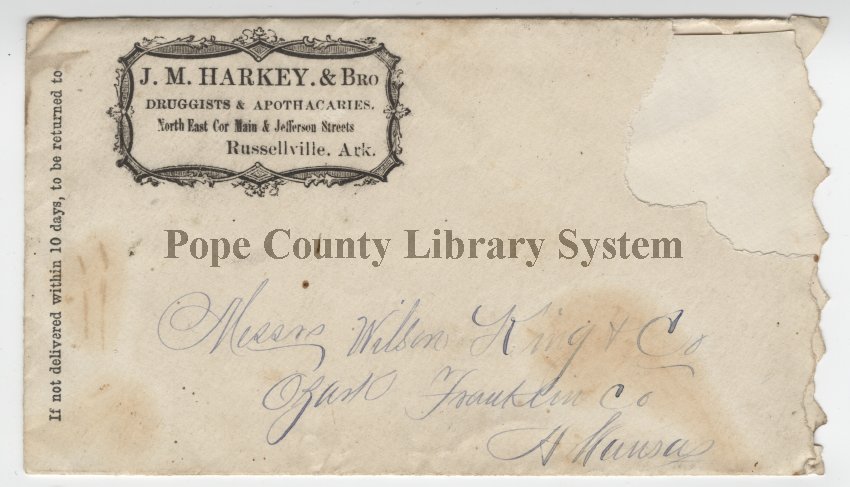 If not delivered within 10 days, to be returned to
J. M. HARKEY. & BRO
DRUGGISTS & APOTHACARIES.
North East Cor Main & Jefferson Streets
Russellville. Ark.
Pope County Library System
Messrs Wilson King & Co
Ozark Franklin Co
Arkansas